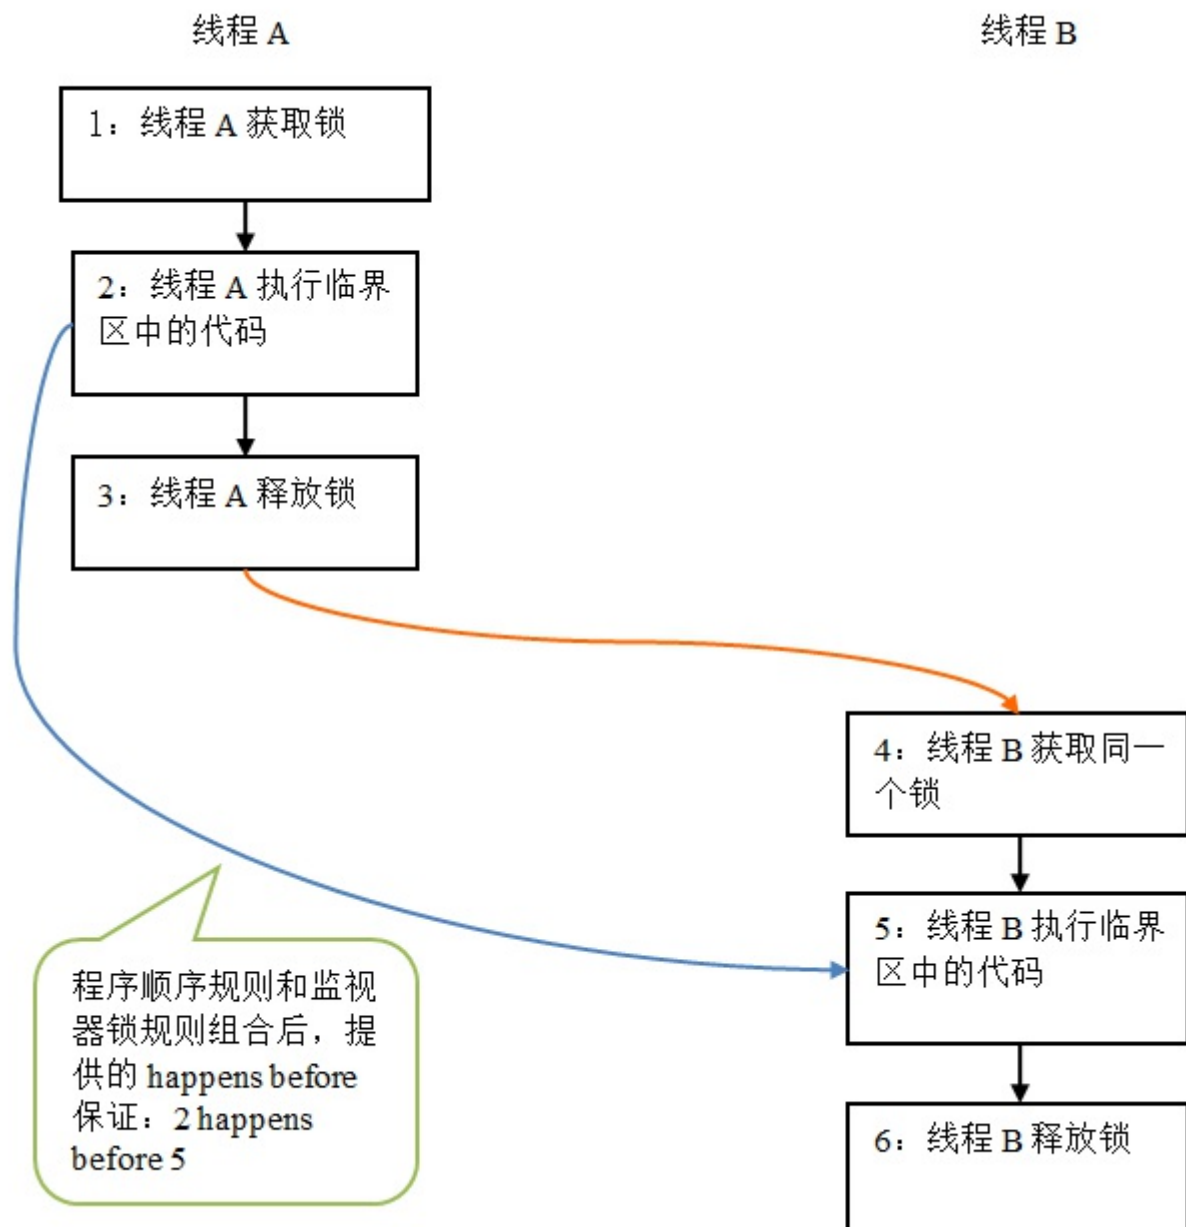 线程 A
线程 B
1：线程 A 获取锁
2：线程 A 执行临界
区中的代码
3：线程 A 释放锁
4：线程 B 获取同一
个锁
5：线程 B 执行临界
区中的代码
6：线程 B 释放锁
程序顺序规则和监视
器锁规则组合后，提
供的 happens before
保证：2 happens
before 5